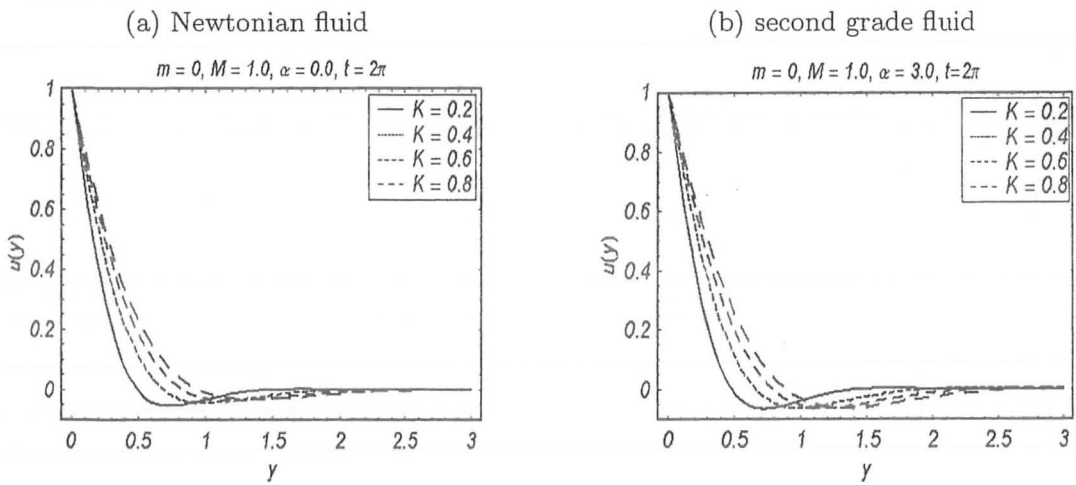 (a) Newtonian fluid
m = 0, M = 1.0, α = 0.0, t = 2π
1
0.8
0.6
0.4
0.2
0
u(y)
K = 0.2
K = 0.4
K = 0.6
K = 0.8
0 0.5 1 1.5 2 2.5 3
y
(b) second grade fluid
m = 0, M = 1.0, α = 3.0, t=2π
1
0.8
0.6
0.4
0.2
0
u(y)
K = 0.2
K = 0.4
K = 0.6
K = 0.8
0 0.5 1 1.5 2 2.5 3
y